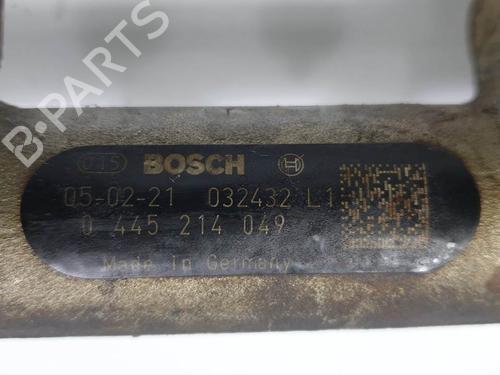 B-PARTS
015 BOSCH
05-02-21 032432 L1
0 445 214 049
Made in Germany